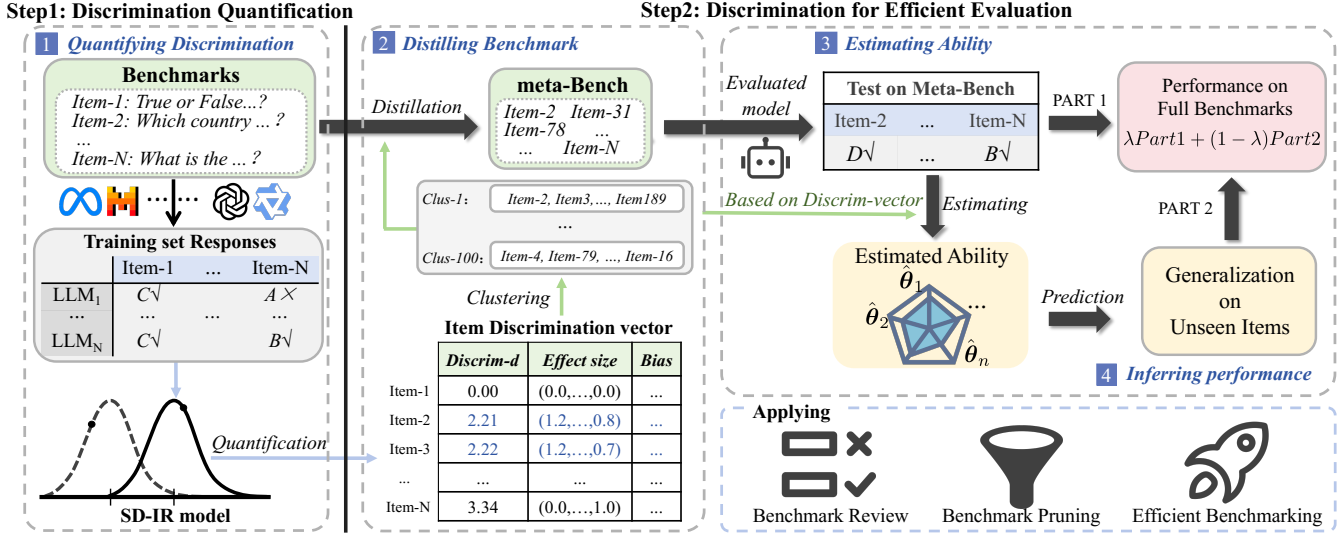 Step1: Discrimination Quantification
Step2: Discrimination for Efficient Evaluation
1 Quantifying Discrimination
Benchmarks
Item-1: True or False...?
Item-2: Which country ... ?
...
Item-N: What is the ... ?
... ...
Training set Responses
Item-1 ... Item-N
LLM1 C√ A×
... ... ... ...
LLMN C√ B√
SD-IR model
Quantification
2 Distilling Benchmark
Distillation
meta-Bench
Item-2 Item-31
Item-78 ...
... Item-N
Clus-1: Item-2, Item3,..., Item189
...
Clus-100: Item-4, Item-79, ..., Item-16
Clustering
Item Discrimination vector
Discrim-d Effect size Bias
Item-1 0.00 (0.0,...,0.0) ...
Item-2 2.21 (1.2,...,0.8) ...
Item-3 2.22 (1.2,...,0.7) ...
... ... ... ...
Item-N 3.34 (0.0,...,1.0) ...
3 Estimating Ability
Evaluated
model
Test on Meta-Bench
Item-2 ... Item-N
D√ ... B√
PART 1
Performance on
Full Benchmarks
λPart1 + (1 − λ)Part2
Based on Discrim-vector
Estimating
PART 2
Estimated Ability
θ̂1
...
θ̂2
θ̂n
Prediction
Generalization
on
Unseen Items
4 Inferring performance
Applying
Benchmark Review
Benchmark Pruning
Efficient Benchmarking